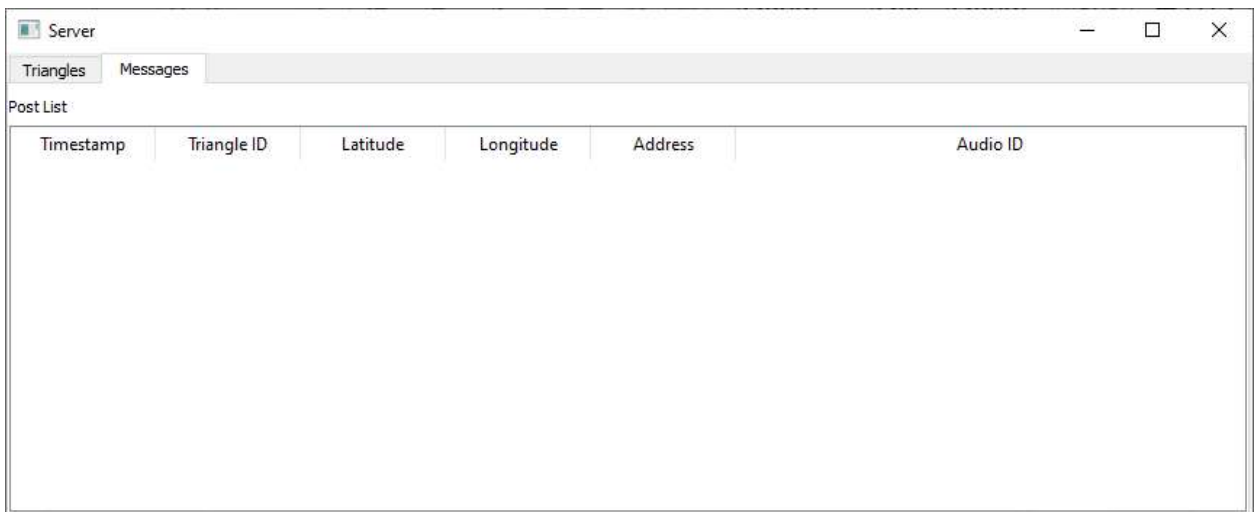 Server
Triangles Messages
Post List
Timestamp Triangle ID Latitude Longitude Address Audio ID